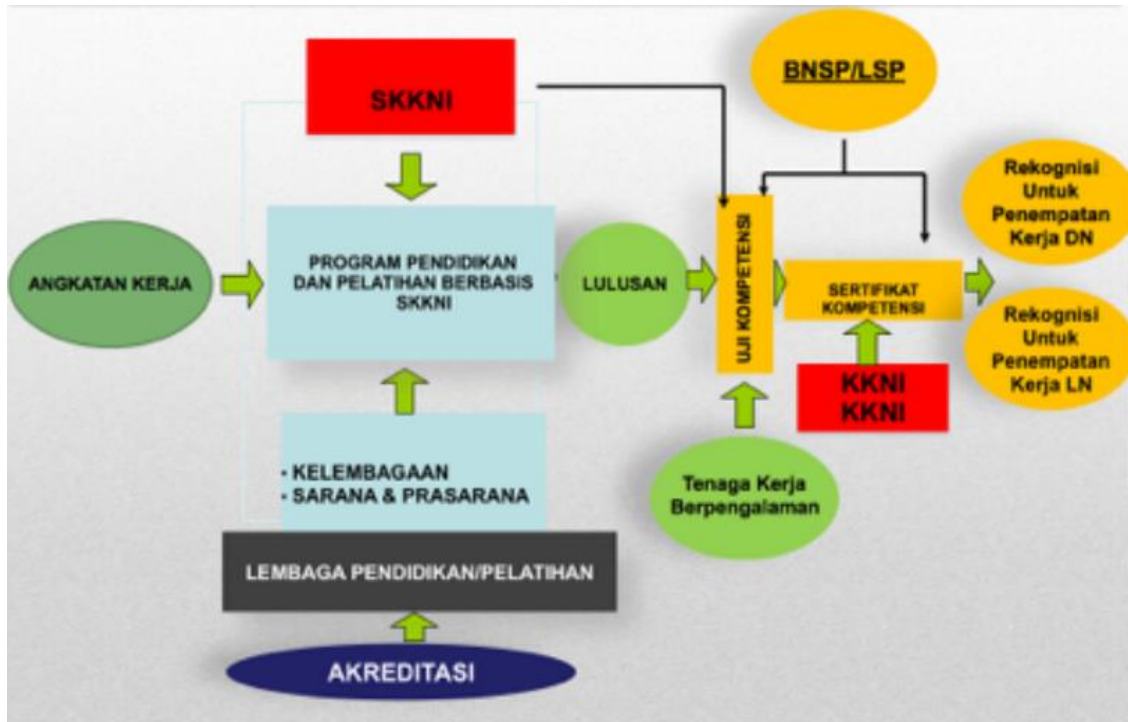 SKKNI
BNSP/LSP
Rekognisi
Untuk
Penempatan
Kerja DN
ANGKATAN KERJA
PROGRAM PENDIDIKAN
DAN PELATIHAN BERBASIS
SKKNI
LULUSAN
UJI KOMPETENSI
SERTIFIKAT
KOMPETENSI
Rekognisi
Untuk
Penempatan
Kerja LN
KKNI
KKNI
- KELEMBAGAAN
- SARANA & PRASARANA
Tenaga Kerja
Berpengalaman
LEMBAGA PENDIDIKAN/PELATIHAN
AKREDITASI